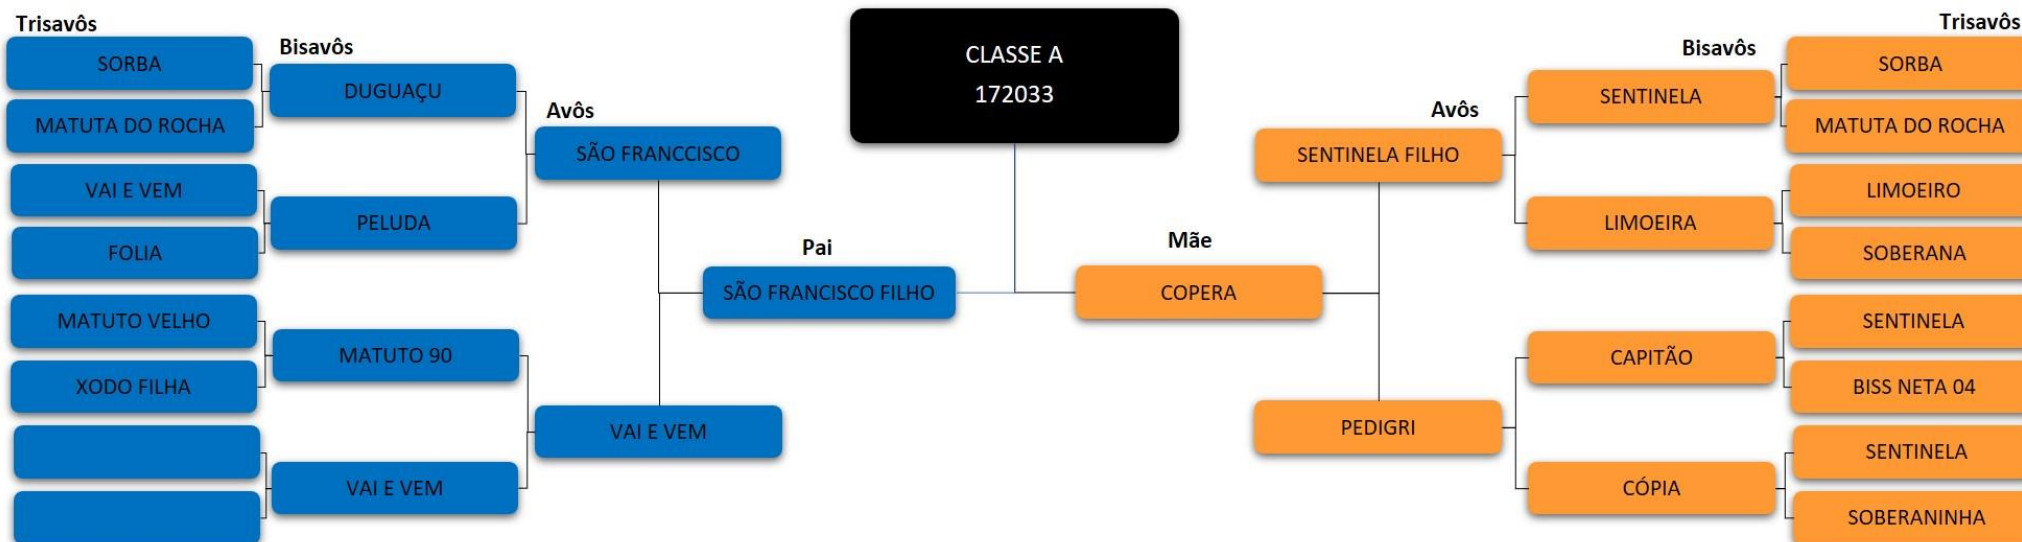 Trisavôs
SORBA
MATUTA DO ROCHA
VAI E VEM
FOLIA
MATUTO VELHO
XODO FILHA
Bisavôs
DUGUAÇU
PELUDA
MATUTO 90
VAI E VEM
Avôs
SÃO FRANCCISCO
VAI E VEM
Pai
SÃO FRANCISCO FILHO
CLASSE A
172033
Mãe
COPERA
Avôs
SENTINELA FILHO
PEDIGRI
Bisavôs
SENTINELA
LIMOEIRA
CAPITÃO
CÓPIA
Trisavôs
SORBA
MATUTA DO ROCHA
LIMOEIRO
SOBERANA
SENTINELA
BISS NETA 04
SENTINELA
SOBERANINHA